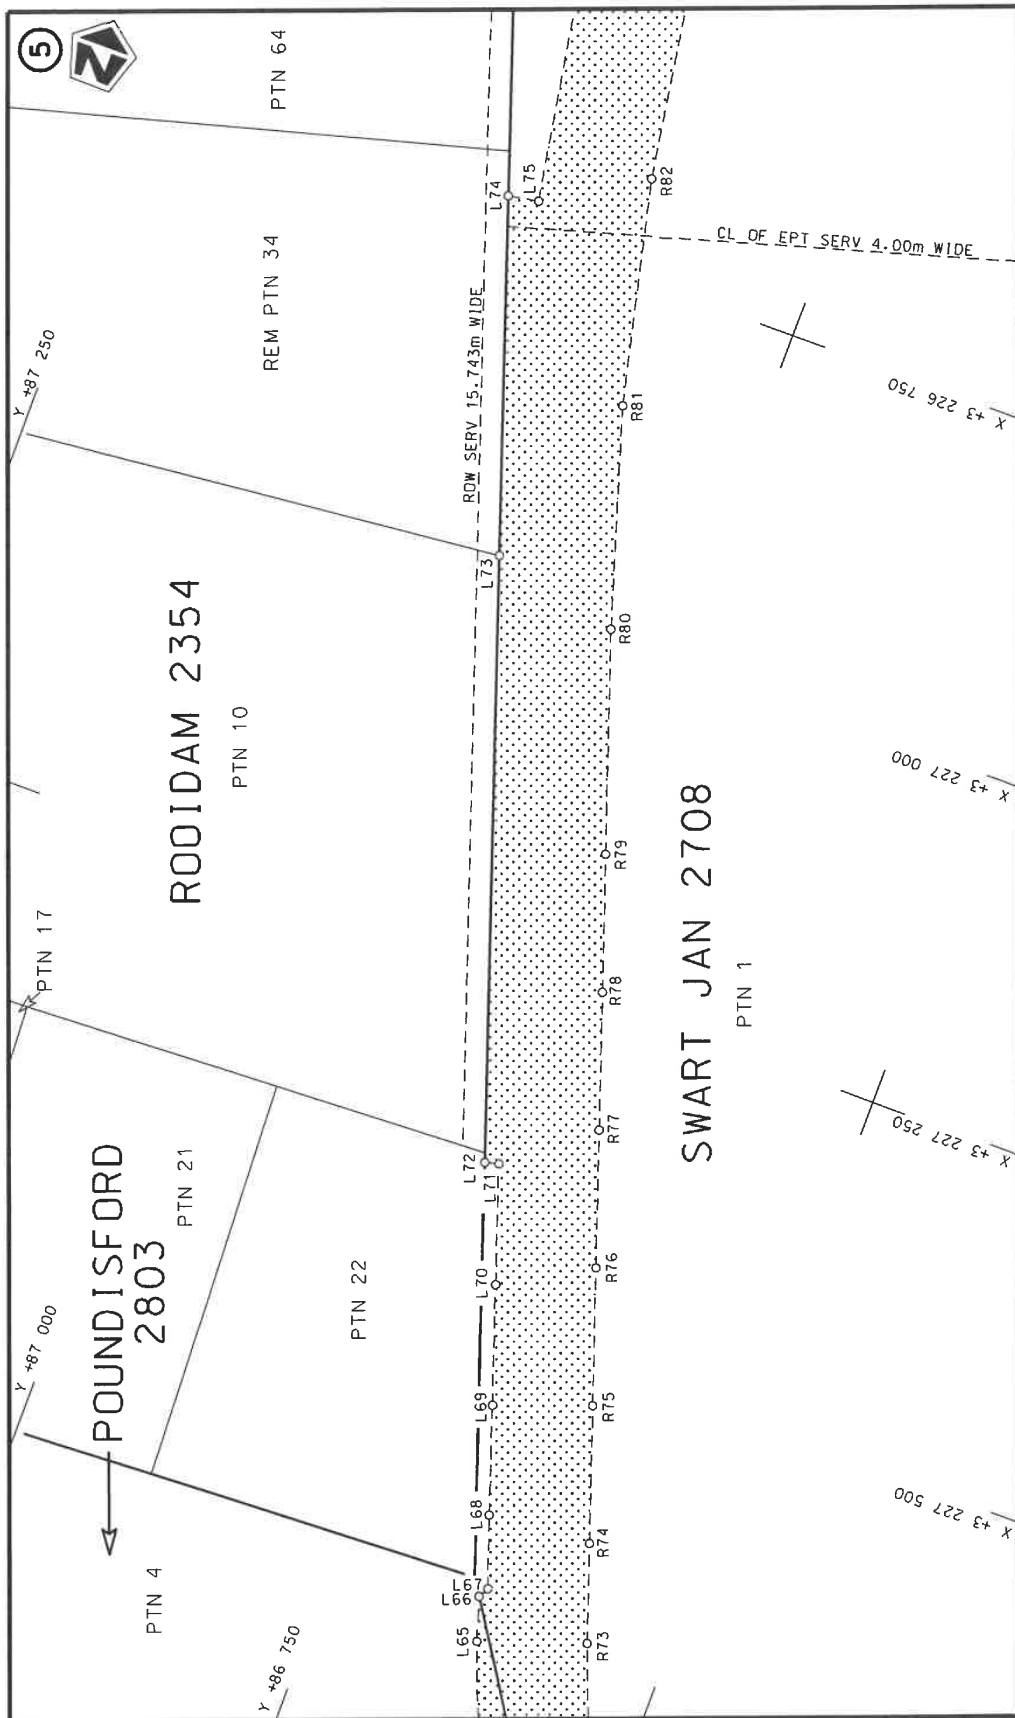 5
N
PTN 64
Y +87 250
REM PTN 34
ROW SERV 15.743m WIDE
L74
L75
R82
CL OF EPT SERV 4.00m WIDE
R81
X +3 226 750
L73
R80
ROOIDAM 2354
PTN 10
R79
X +3 227 000
SWART JAN 2708
PTN 1
PTN 17
R78
R77
X +3 227 250
L72
L71
POUNDISFORD
2803
PTN 21
PTN 22
Y +87 000
L70
R76
L69
R75
L68
R74
X +3 227 500
L67
L66
L65
R73
PTN 4
Y +86 750